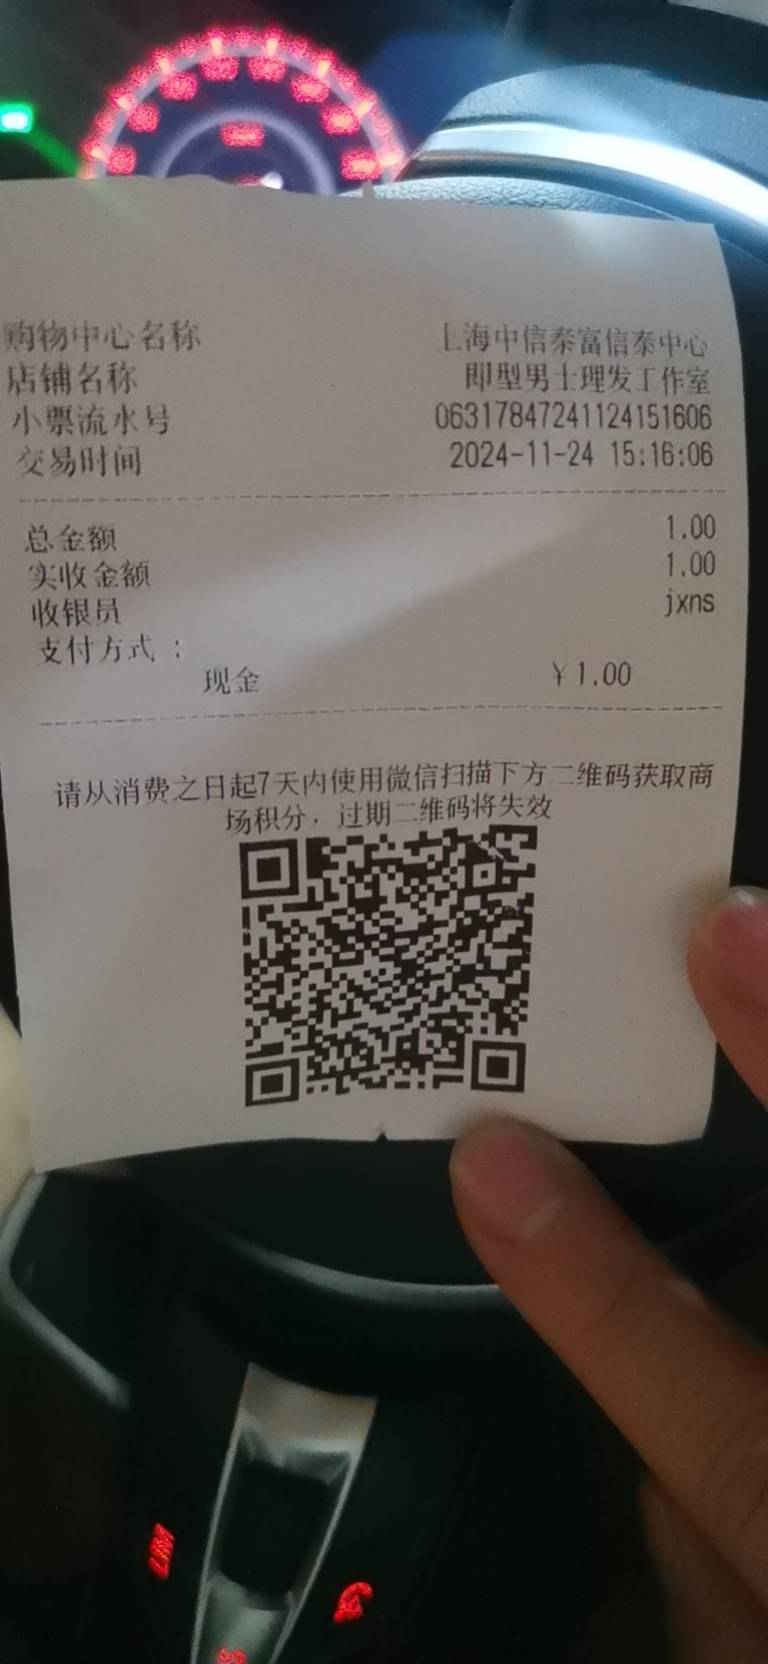 购物中心名称 上海中信泰富信泰中心
店铺名称 即型男士理发工作室
小票流水号 06317847241124151606
交易时间 2024-11-24 15:16:06
总金额 1.00
实收金额 1.00
收银员 jxns
支付方式 :
现金 ¥1.00
请从消费之日起7天内使用微信扫描下方二维码获取商
场积分，过期二维码将失效
LIM